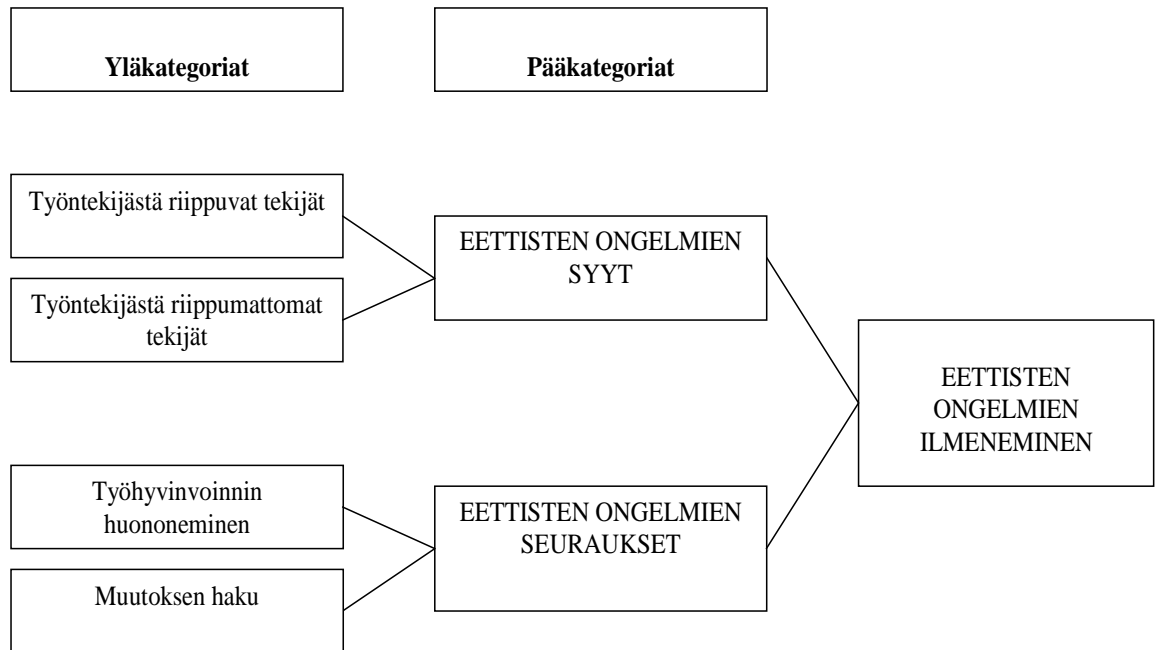 Yläkategoriat
Pääkategoriat
Työntekijästä riippuvat tekijät
Työntekijästä riippumattomat
tekijät
EETTISTEN ONGELMIEN
SYYT
EETTISTEN
ONGELMIEN
ILMENEMINEN
Työhyvinvoinnin
huononeminen
Muutoksen haku
EETTISTEN ONGELMIEN
SEURAUKSET